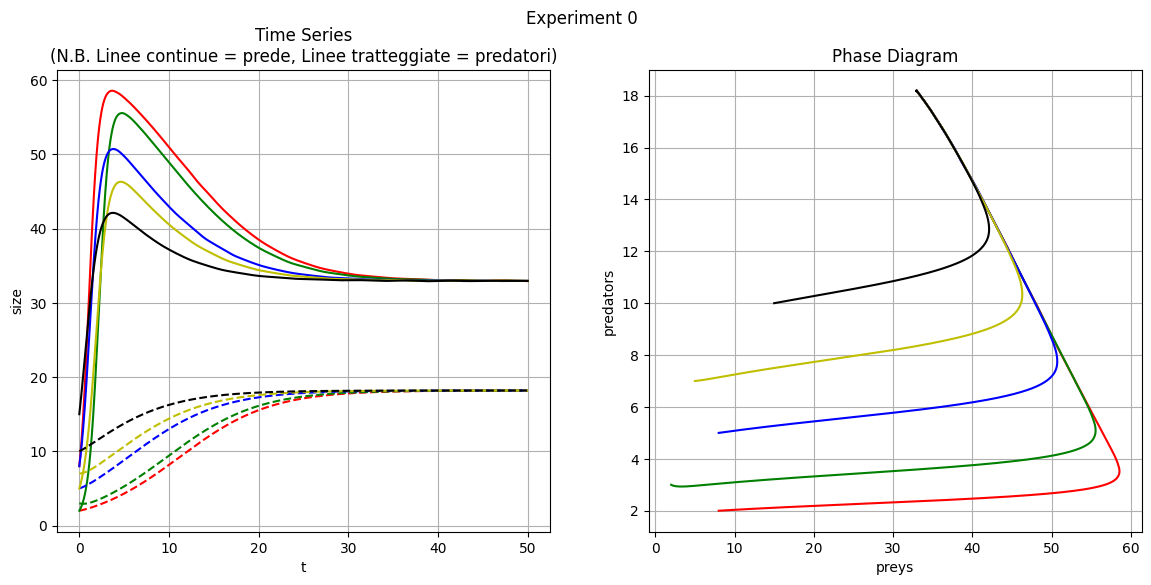 Experiment 0
Time Series
(N.B. Linee continue = prede, Linee tratteggiate = predatori)
60
50
40
30
20
10
0
size
0 10 20 30 40 50
t
Phase Diagram
18
16
14
12
10
8
6
4
2
predators
0 10 20 30 40 50 60
preys